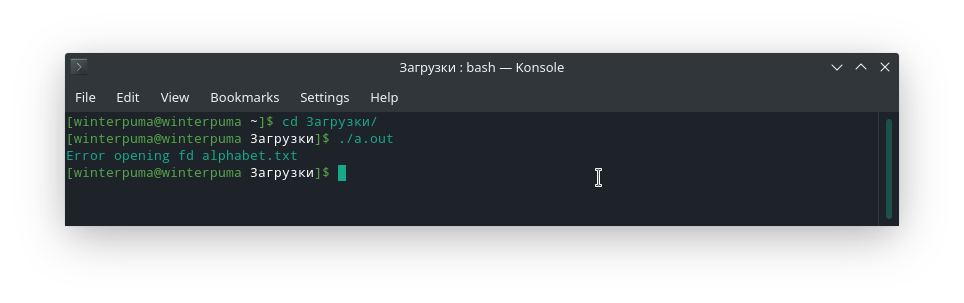 Загрузки : bash — Konsole
File Edit View Bookmarks Settings Help
[winterpuma@winterpuma ~]$ cd Загрузки/
[winterpuma@winterpuma Загрузки]$ ./a.out
Error opening fd alphabet.txt
[winterpuma@winterpuma Загрузки]$